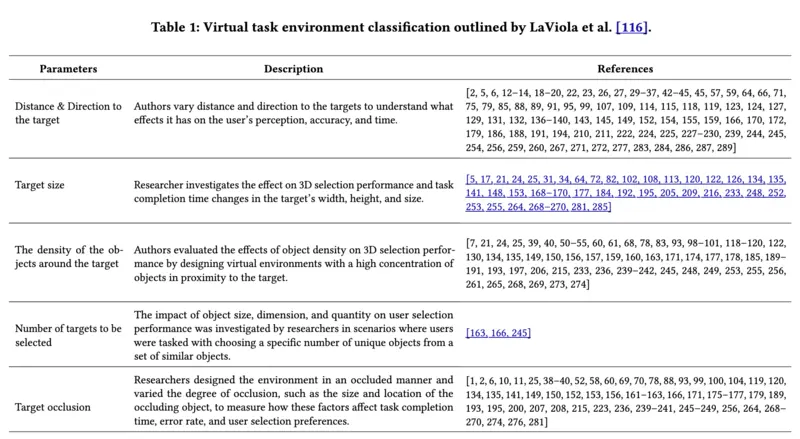 Table 1: Virtual task environment classification outlined by LaViola et al. [116].
Parameters Description References
Distance & Direction to
the target
Authors vary distance and direction to the targets to understand what
effects it has on the user's perception, accuracy, and time.
[2, 5, 6, 12–14, 18–20, 22, 23, 26, 27, 29–37, 42–45, 45, 57, 59, 64, 66, 71,
75, 79, 85, 88, 89, 91, 95, 99, 107, 109, 114, 115, 118, 119, 123, 124, 127,
129, 131, 132, 136–140, 143, 145, 149, 152, 154, 155, 159, 166, 170, 172,
179, 186, 188, 191, 194, 210, 211, 222, 224, 225, 227–230, 239, 244, 245,
254, 256, 259, 260, 267, 271, 272, 277, 283, 284, 286, 287, 289]
Target size
Researcher investigates the effect on 3D selection performance and task
completion time changes in the target's width, height, and size.
[5, 17, 21, 24, 25, 31, 34, 64, 72, 82, 102, 108, 113, 120, 122, 126, 134, 135,
141, 148, 153, 168–170, 177, 184, 192, 195, 205, 209, 216, 233, 248, 252,
253, 255, 264, 268–270, 281, 285]
The density of the ob-
jects around the target
Authors evaluated the effects of object density on 3D selection perfor-
mance by designing virtual environments with a high concentration of
objects in proximity to the target.
[7, 21, 24, 25, 39, 40, 50–55, 60, 61, 68, 78, 83, 93, 98–101, 118–120, 122,
130, 134, 135, 149, 150, 156, 157, 159, 160, 163, 171, 174, 177, 178, 185, 189–
191, 193, 197, 206, 215, 233, 236, 239–242, 245, 248, 249, 253, 255, 256,
261, 265, 268, 269, 273, 274]
Number of targets to be
selected
The impact of object size, dimension, and quantity on user selection
performance was investigated by researchers in scenarios where users
were tasked with choosing a specific number of unique objects from a
set of similar objects.
[163, 166, 245]
Target occlusion
Researchers designed the environment in an occluded manner and
varied the degree of occlusion, such as the size and location of the
occluding object, to measure how these factors affect task completion
time, error rate, and user selection preferences.
[1, 2, 6, 10, 11, 25, 38–40, 52, 58, 60, 69, 70, 78, 88, 93, 99, 100, 104, 119, 120,
134, 135, 141, 149, 150, 152, 153, 156, 161–163, 166, 171, 175–177, 179, 189,
193, 195, 200, 207, 208, 215, 223, 236, 239–241, 245–249, 256, 264, 268–
270, 274, 276, 281]